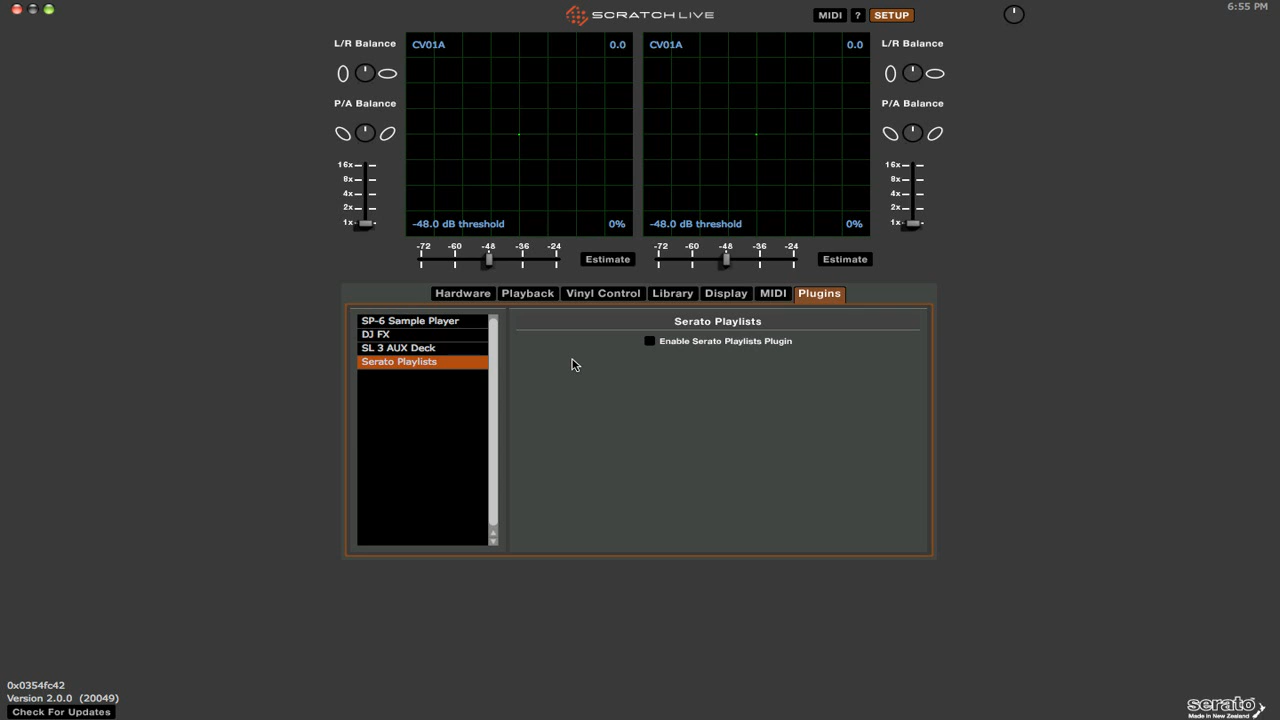 SCRATCH LIVE
MIDI ? SETUP
6:55 PM
L/R Balance
P/A Balance
16x
8x
4x
2x
1x
CV01A 0.0
-48.0 dB threshold 0%
-72 -60 -48 -36 -24
Estimate
CV01A 0.0
-48.0 dB threshold 0%
-72 -60 -48 -36 -24
Estimate
L/R Balance
P/A Balance
16x
8x
4x
2x
1x
Hardware Playback Vinyl Control Library Display MIDI Plugins
SP-6 Sample Player
DJ FX
SL 3 AUX Deck
Serato Playlists
Serato Playlists
Enable Serato Playlists Plugin
0x0354fc42
Version 2.0.0 (20049)
Check For Updates
serato
Made in New Zealand